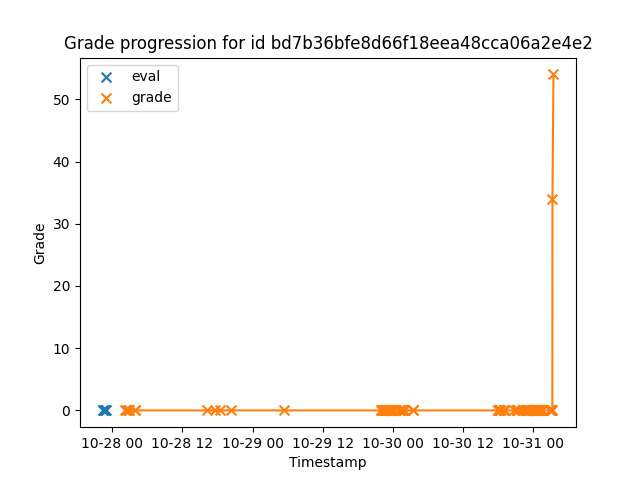 Grade progression for id bd7b36bfe8d66f18eea48cca06a2e4e2
eval
grade
Grade
50
40
30
20
10
0
10-28 00 10-28 12 10-29 00 10-29 12 10-30 00 10-30 12 10-31 00
Timestamp